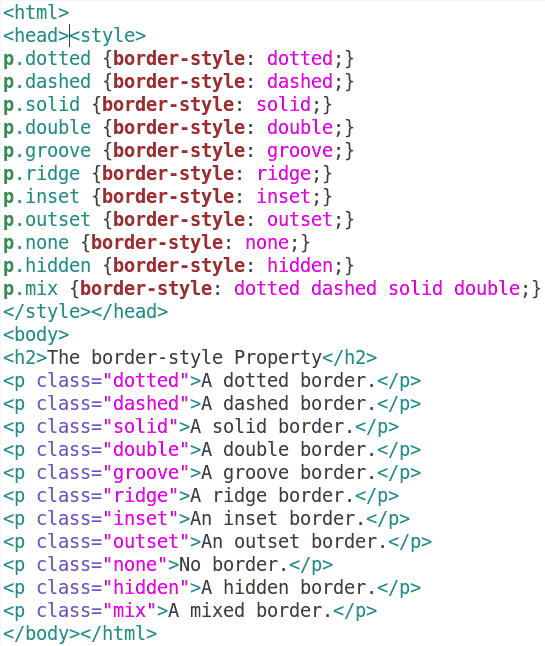 <html>
<head><style>
p.dotted {border-style: dotted;}
p.dashed {border-style: dashed;}
p.solid {border-style: solid;}
p.double {border-style: double;}
p.groove {border-style: groove;}
p.ridge {border-style: ridge;}
p.inset {border-style: inset;}
p.outset {border-style: outset;}
p.none {border-style: none;}
p.hidden {border-style: hidden;}
p.mix {border-style: dotted dashed solid double;}
</style></head>
<body>
<h2>The border-style Property</h2>
<p class="dotted">A dotted border.</p>
<p class="dashed">A dashed border.</p>
<p class="solid">A solid border.</p>
<p class="double">A double border.</p>
<p class="groove">A groove border.</p>
<p class="ridge">A ridge border.</p>
<p class="inset">An inset border.</p>
<p class="outset">An outset border.</p>
<p class="none">No border.</p>
<p class="hidden">A hidden border.</p>
<p class="mix">A mixed border.</p>
</body></html>